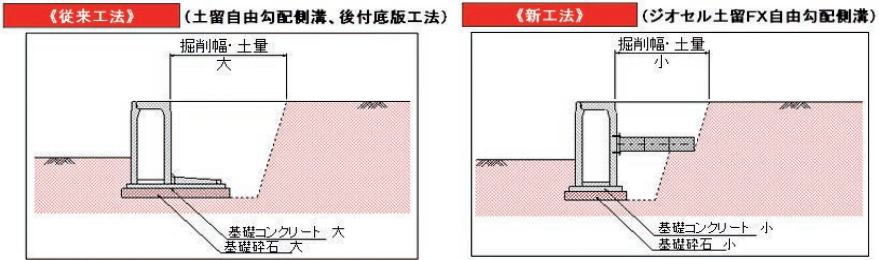 《従来工法》 (土留自由勾配側溝、後付底版工法)
掘削幅・土量
大
基礎コンクリート 大
基礎砕石 大
《新工法》 (ジオセル土留FX自由勾配側溝)
掘削幅・土量
小
基礎コンクリート 小
基礎砕石 小